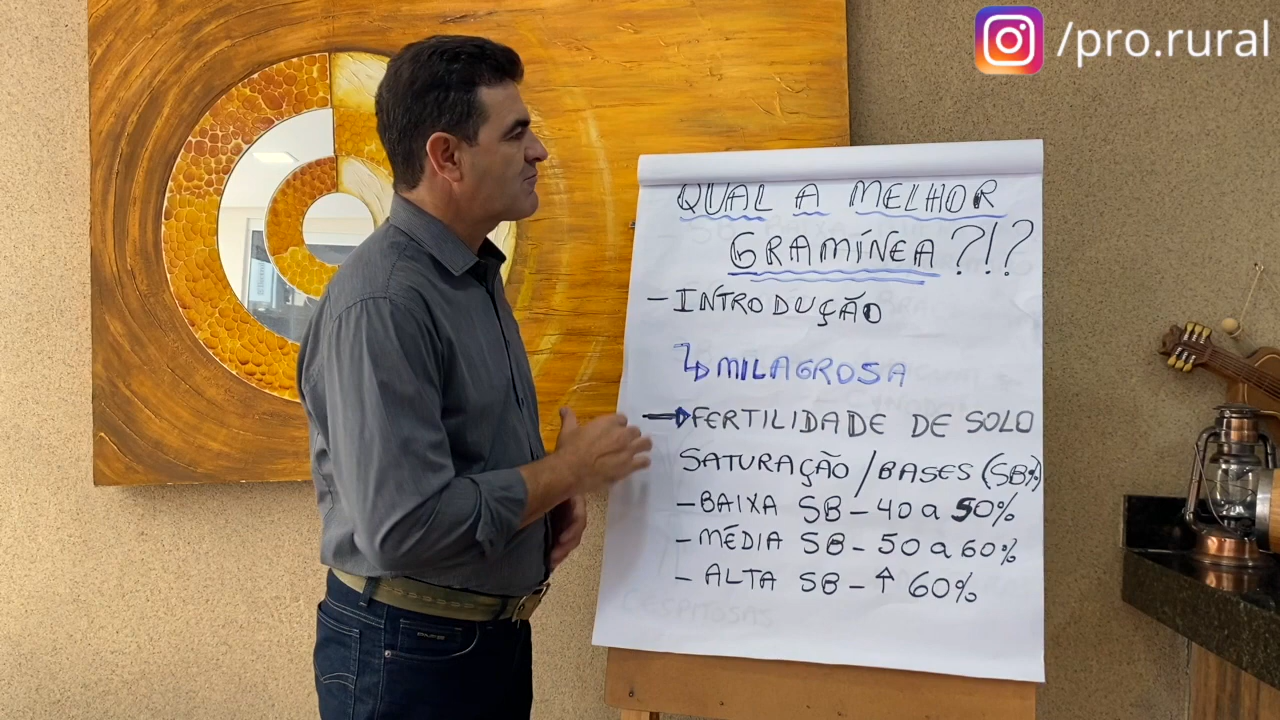 /pro.rural
QUAL A MELHOR
GRAMÍNEA?!?
- INTRODUÇÃO
↳ MILAGROSA
→ FERTILIDADE DE SOLO
SATURAÇÃO/BASES (SB%)
- BAIXA SB - 40 a 50%
- MÉDIA SB - 50 a 60%
- ALTA SB - ↑ 60%